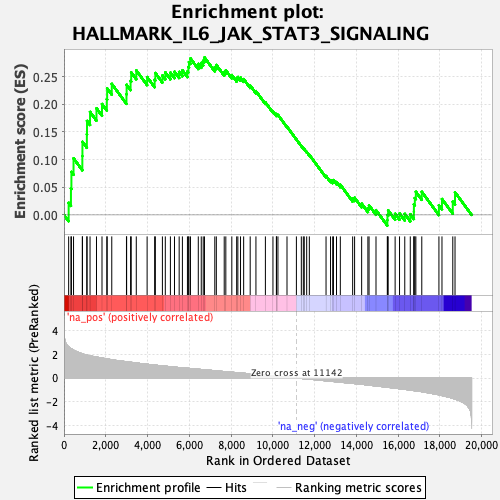 Enrichment plot:
HALLMARK_IL6_JAK_STAT3_SIGNALING
Enrichment score (ES)
0.25
0.20
0.15
0.10
0.05
0.00
'na_pos' (positively correlated)
Ranked list metric (PreRanked)
4
2
0
-2
-4
Zero cross at 11142
'na_neg' (negatively correlated)
0
2,000
4,000
6,000
8,000
10,000
12,000
14,000
16,000
18,000
20,000
Rank in Ordered Dataset
Enrichment profile
Hits
Ranking metric scores